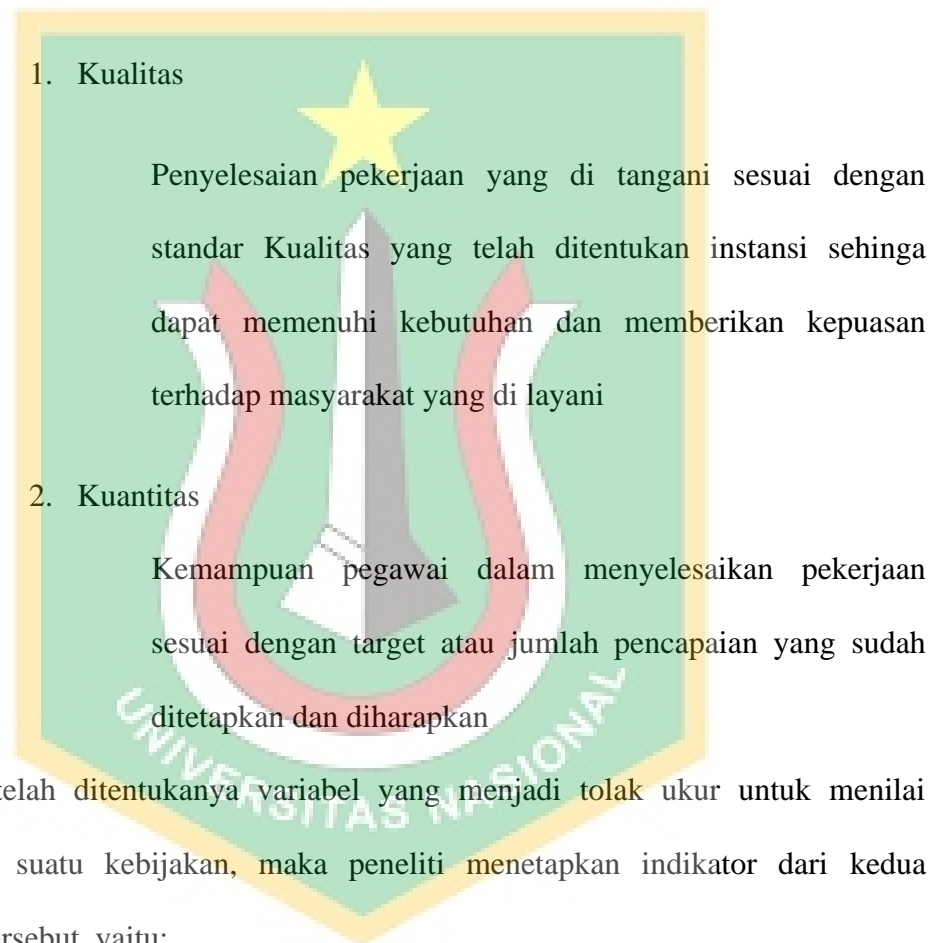 1. Kualitas
Penyelesaian pekerjaan yang di tangani sesuai dengan
standar Kualitas yang telah ditentukan instansi sehinga
dapat memenuhi kebutuhan dan memberikan kepuasan
terhadap masyarakat yang di layani
2. Kuantitas
Kemampuan pegawai dalam menyelesaikan pekerjaan
sesuai dengan target atau jumlah pencapaian yang sudah
ditetapkan dan diharapkan
UNIVERSITAS NASIONAL
telah ditentukanya variabel yang menjadi tolak ukur untuk menilai
suatu kebijakan, maka peneliti menetapkan indikator dari kedua
ersebut yaitu: